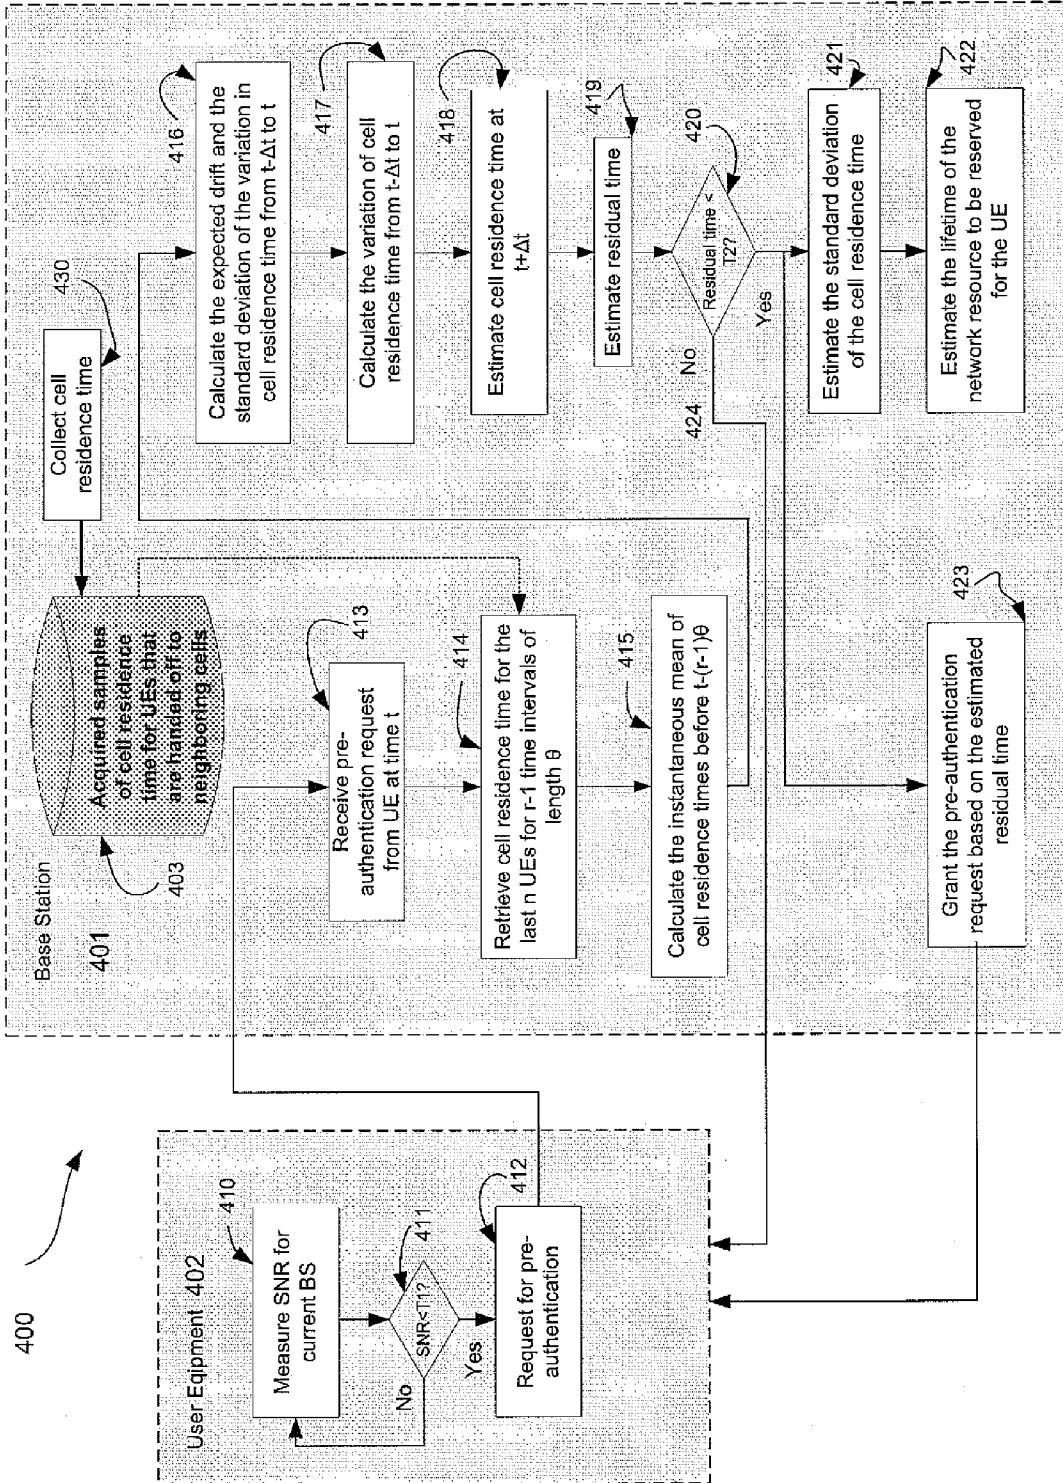 400
User Eqipment 402
410
Measure SNR for
current BS
411
SNR<T1?
No
Yes
412
Request for pre-
authentication
Base Station
401
403
Acquired samples
of cell residence
time for UEs that
are handed off to
neighboring cells
430
Collect cell
residence time
413
Receive pre-
authentication request
from UE at time t
414
Retrieve cell residence time for the
last n UEs for r-1 time intervals of
length θ
415
Calculate the instantaneous mean of
cell residence times before t-(r-1)θ
416
Calculate the expected drift and the
standard deviation of the variation in
cell residence time from t-Δt to t
417
Calculate the variation of cell
residence time from t-Δt to t
418
Estimate cell residence time at
t+Δt
419
Estimate residual time
420
Residual time <
T2?
No
424
Yes
421
Estimate the standard deviation
of the cell residence time
422
Estimate the lifetime of the
network resource to be reserved
for the UE
423
Grant the pre-authentication
request based on the estimated
residual time